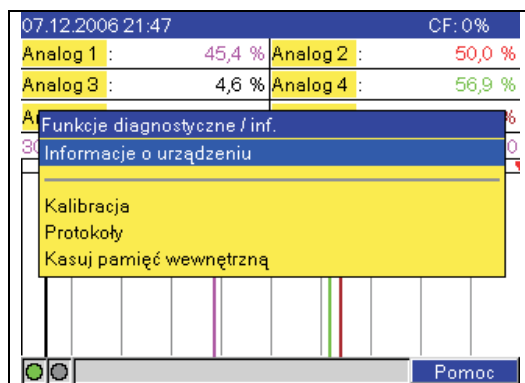 07.12.2006 21:47 CF: 0%
Analog 1 : 45,4 % Analog 2 : 50,0 %
Analog 3 : 4,6 % Analog 4 : 56,9 %
%
Funkcje diagnostyczne / inf.
Informacje o urządzeniu
Kalibracja
Protokoły
Kasuj pamięć wewnętrzną
Pomoc